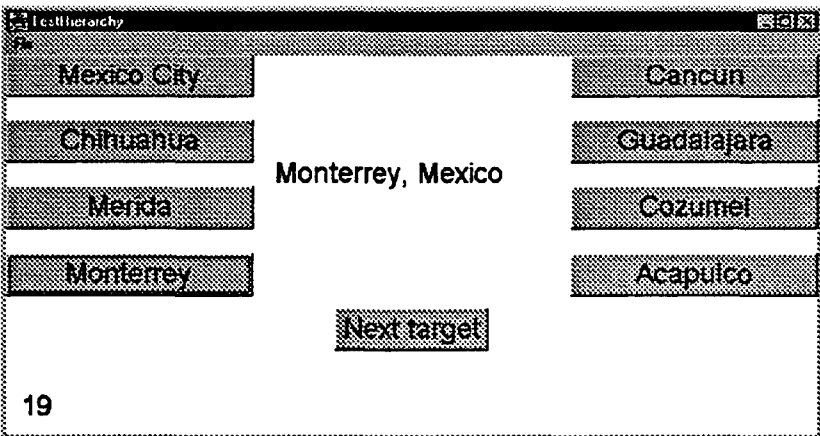 TestHierarchy
File
Mexico City
Cancun
Chihuahua
Guadalajara
Monterrey, Mexico
Merida
Cozumel
Monterrey
Acapulco
Next target
19